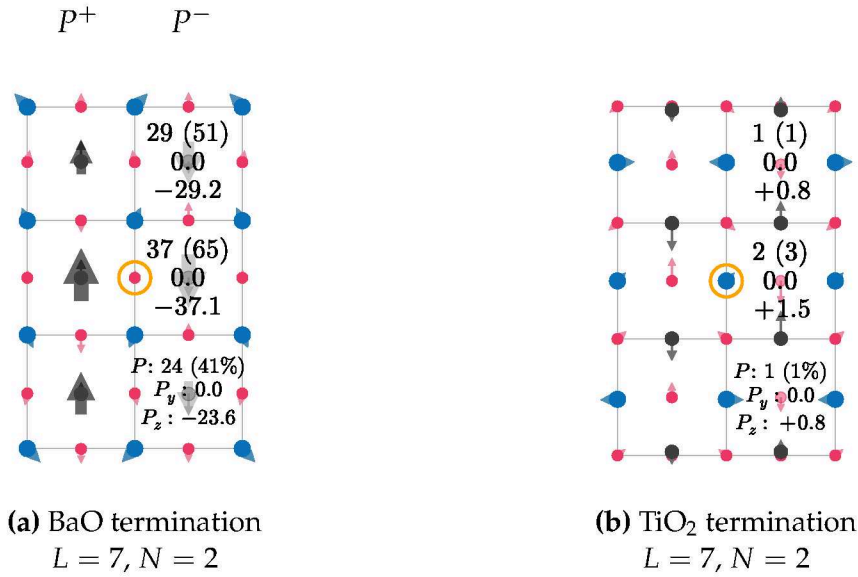 P+ P−
29 (51)
0.0
−29.2
37 (65)
0.0
−37.1
P: 24 (41%)
Py: 0.0
Pz: −23.6
(a) BaO termination
L = 7, N = 2
1 (1)
0.0
+0.8
2 (3)
0.0
+1.5
P: 1 (1%)
Py: 0.0
Pz: +0.8
(b) TiO2 termination
L = 7, N = 2